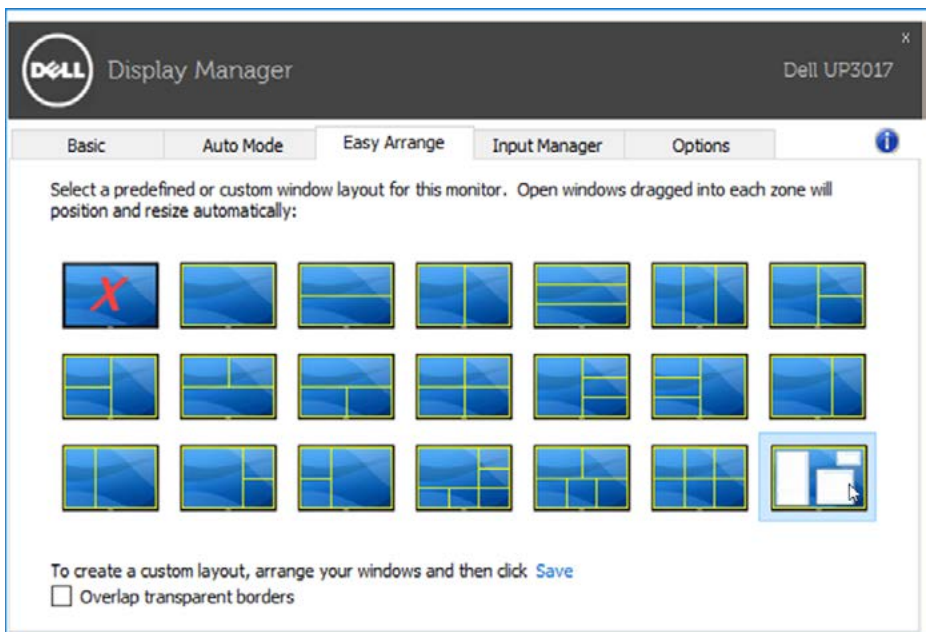 x
DELL
Display Manager
Dell UP3017
Basic
Auto Mode
Easy Arrange
Input Manager
Options
i
Select a predefined or custom window layout for this monitor. Open windows dragged into each zone will
position and resize automatically:
X
To create a custom layout, arrange your windows and then click Save
Overlap transparent borders